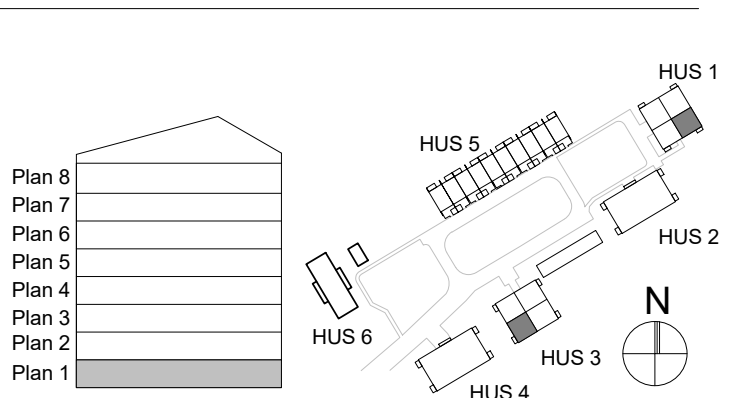 Plan 8
Plan 7
Plan 6
Plan 5
Plan 4
Plan 3
Plan 2
Plan 1
HUS 1
HUS 5
HUS 2
HUS 6
HUS 3
HUS 4
N